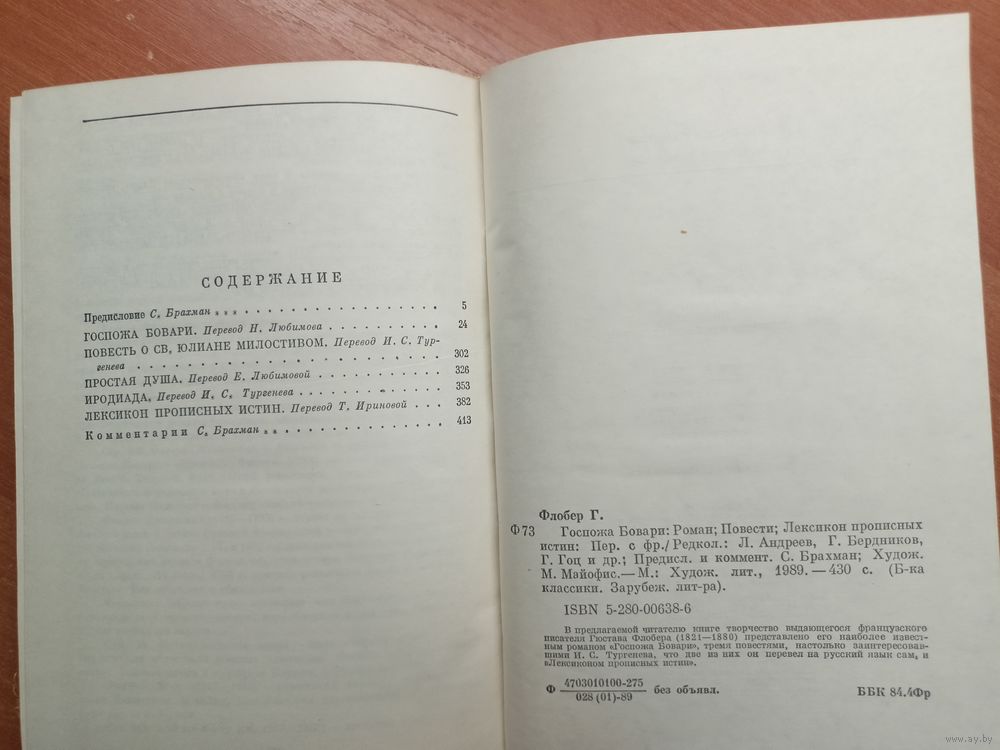 СОДЕРЖАНИЕ
Предисловие С. Брахман . . . . . . . . . . . . . . . . . . . . 5
ГОСПОЖА БОВАРИ. Перевод Н. Любимова . . . . . . . . . . 24
ПОВЕСТЬ О СВ. ЮЛИАНЕ МИЛОСТИВОМ. Перевод И. С. Тур-
генева . . . . . . . . . . . . . . . . . . . . 302
ПРОСТАЯ ДУША. Перевод Е. Любимовой . . . . . . . . . . 326
ИРОДИАДА. Перевод И. С. Тургенева . . . . . . . . . . . . 353
ЛЕКСИКОН ПРОПИСНЫХ ИСТИН. Перевод Т. Ириновой . . . 382
Комментарии С. Брахман . . . . . . . . . . . . . . . . 413
Флобер Г.
Ф73 Госпожа Бовари: Роман; Повести; Лексикон прописных
истин: Пер. с фр./Редкол.: Л. Андреев, Г. Бердников,
Г. Гоц и др.; Предисл. и коммент. С. Брахман; Худож.
М. Майофис.— М.: Худож. лит., 1989. — 430 с. (Б-ка
классики. Зарубеж. лит-ра).
ISBN 5-280-00638-6
В предлагаемой читателю книге творчество выдающегося французского
писателя Гюстава Флобера (1821—1880) представлено его наиболее извест-
ным романом «Госпожа Бовари», тремя повестями, настолько заинтересовав-
шими И. С. Тургенева, что две из них он перевел на русский язык сам, и
«Лексиконом прописных истин».
Ф 4703010100-275
028 (01)-89 без объявл. ББК 84.4Фр
www.ay.by